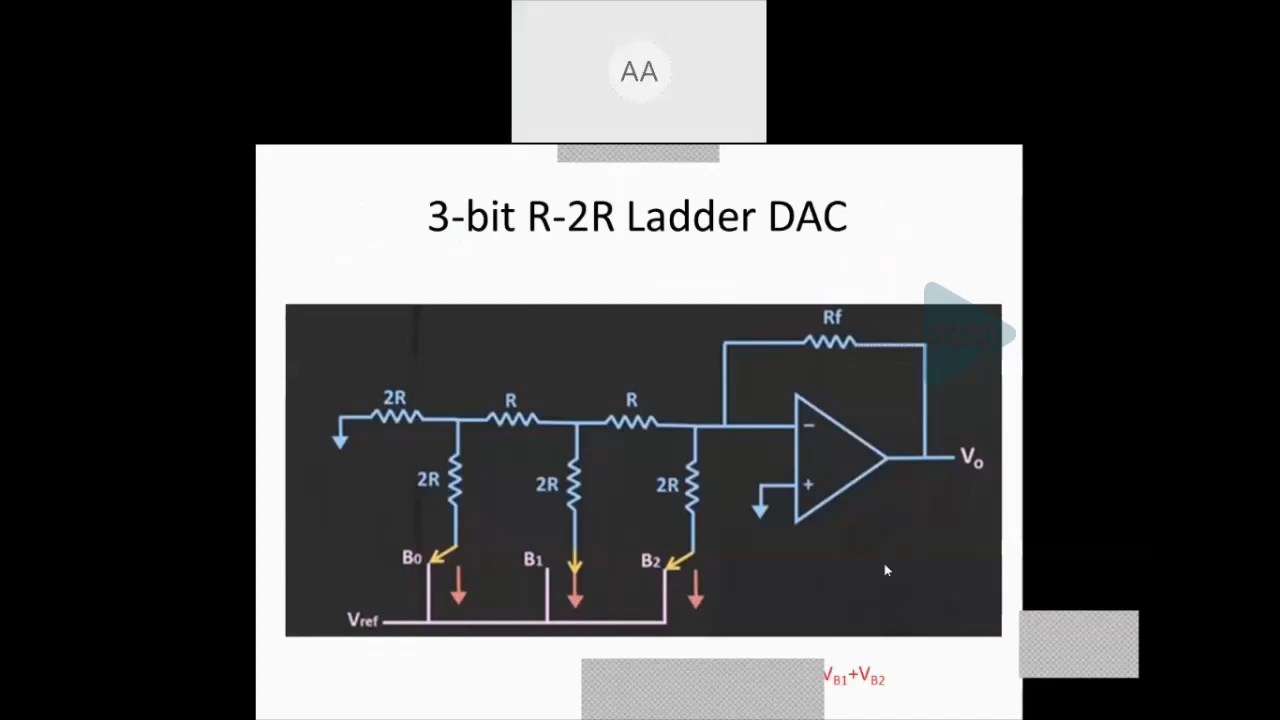 AA
3-bit R-2R Ladder DAC
Rf
2R R R
− Vo
2R 2R 2R +
B0 B1 B2
Vref
VB1+VB2